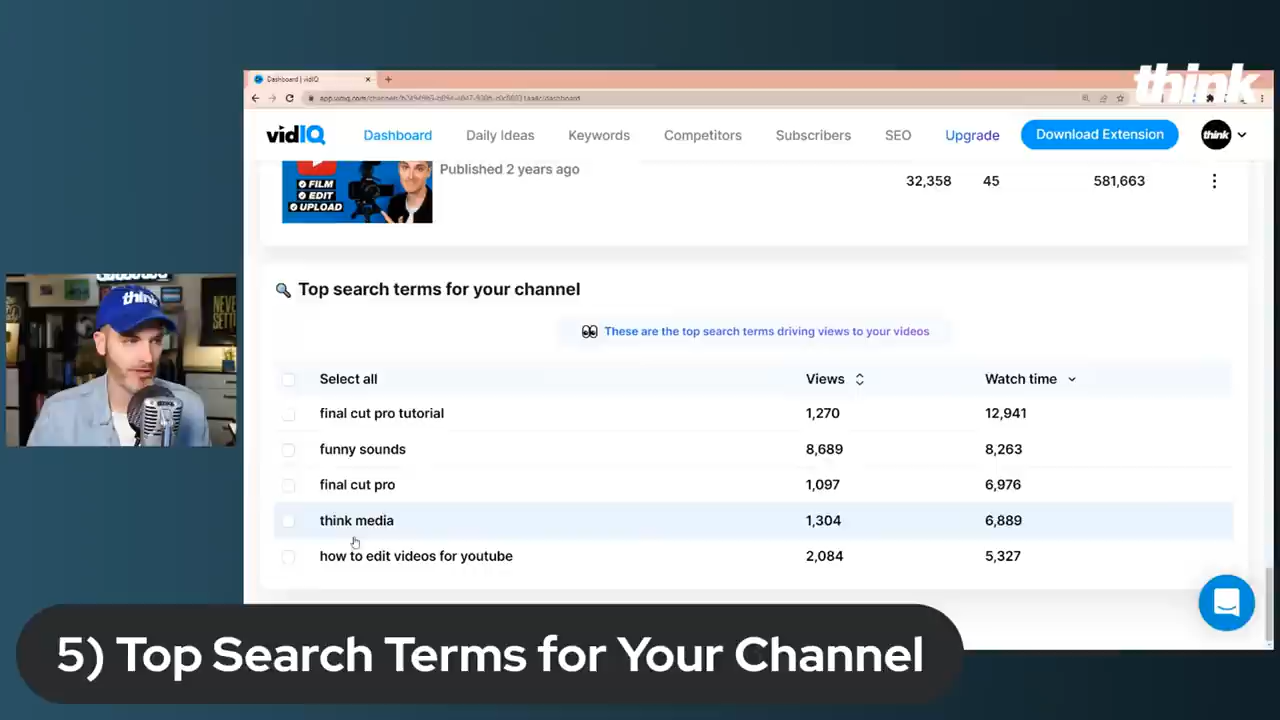 think
Dashboard | vidIQ
vidIQ Dashboard Daily Ideas Keywords Competitors Subscribers SEO Upgrade Download Extension think
FILM
EDIT
UPLOAD
Published 2 years ago
32,358 45 581,663
Top search terms for your channel
These are the top search terms driving views to your videos
Select all Views Watch time
final cut pro tutorial 1,270 12,941
funny sounds 8,689 8,263
final cut pro 1,097 6,976
think media 1,304 6,889
how to edit videos for youtube 2,084 5,327
think
NEVER
SETT
5) Top Search Terms for Your Channel